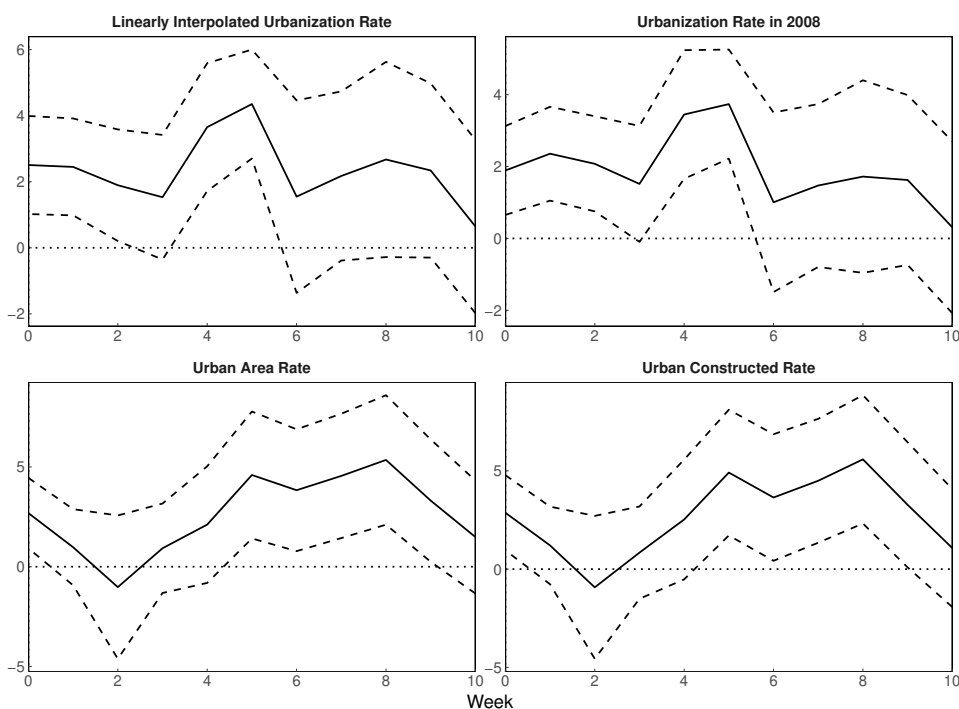 Linearly Interpolated Urbanization Rate
Urbanization Rate in 2008
6
4
2
0
−2
0 2 4 6 8 10
4
2
0
−2
0 2 4 6 8 10
Urban Area Rate
Urban Constructed Rate
5
0
−5
0 2 4 6 8 10
5
0
−5
0 2 4 6 8 10
Week